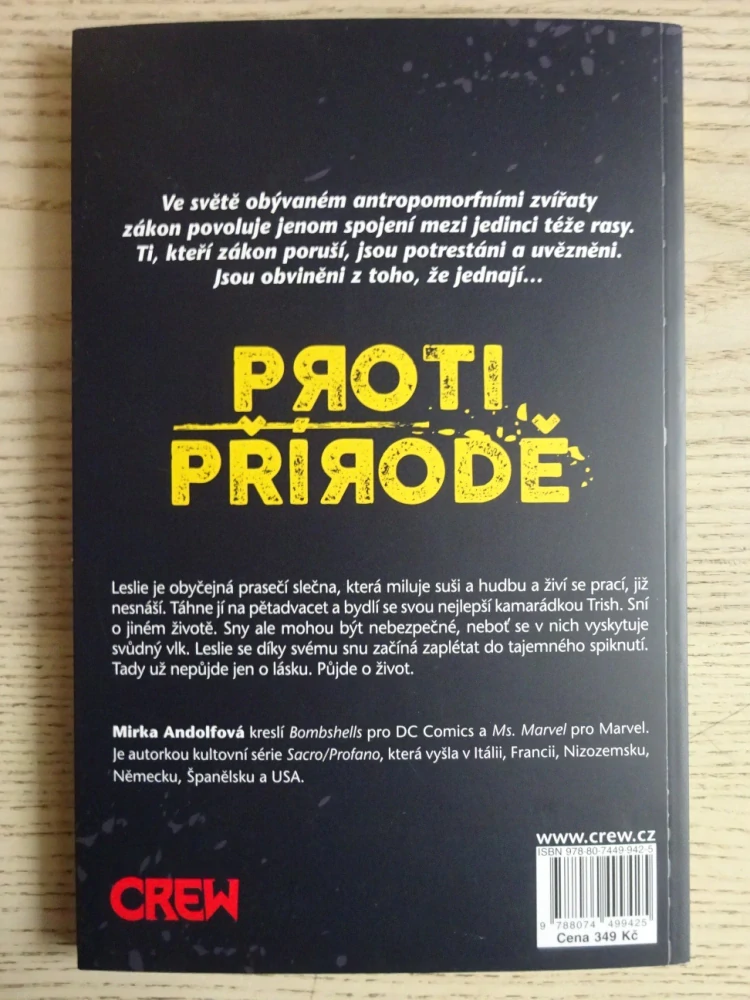 Ve světě obývaném antropomorfními zvířaty
zákon povoluje jenom spojení mezi jedinci téže rasy.
Ti, kteří zákon poruší, jsou potrestáni a uvězněni.
Jsou obviněni z toho, že jednají...
PROTI
PŘÍRODĚ
Leslie je obyčejná prasečí slečna, která miluje suši a hudbu a živí se prací, již
nesnáší. Táhne jí na pětadvacet a bydlí se svou nejlepší kamarádkou Trish. Sní
o jiném životě. Sny ale mohou být nebezpečné, neboť se v nich vyskytuje
svůdný vlk. Leslie se díky svému snu začíná zaplétat do tajemného spiknutí.
Tady už nepůjde jen o lásku. Půjde o život.
Mirka Andolfová kreslí Bombshells pro DC Comics a Ms. Marvel pro Marvel.
Je autorkou kultovní série Sacro/Profano, která vyšla v Itálii, Francii, Nizozemsku,
Německu, Španělsku a USA.
www.crew.cz
ISBN 978-80-7449-942-5
9 788074 499425
Cena 349 Kč
CREW